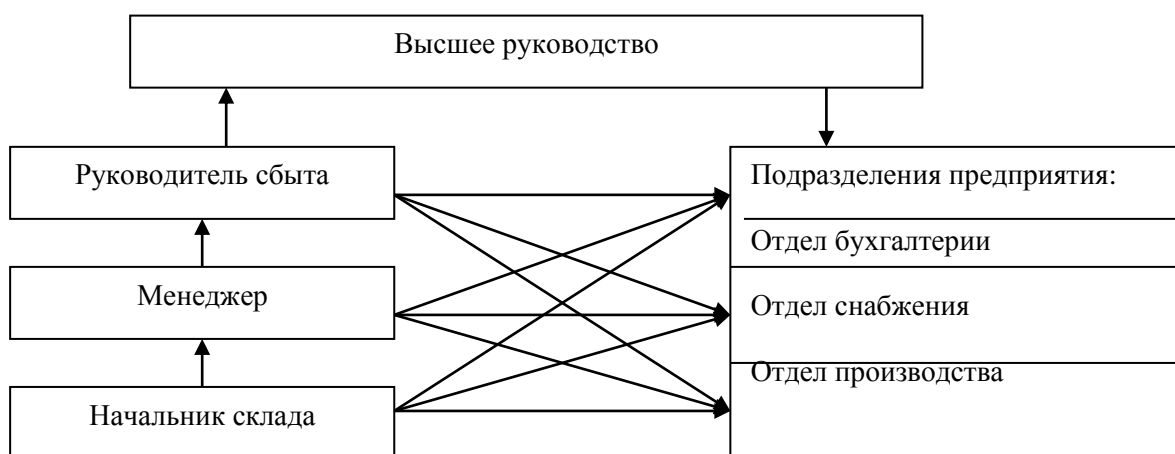 Высшее руководство
Руководитель сбыта
Менеджер
Начальник склада
Подразделения предприятия:
Отдел бухгалтерии
Отдел снабжения
Отдел производства